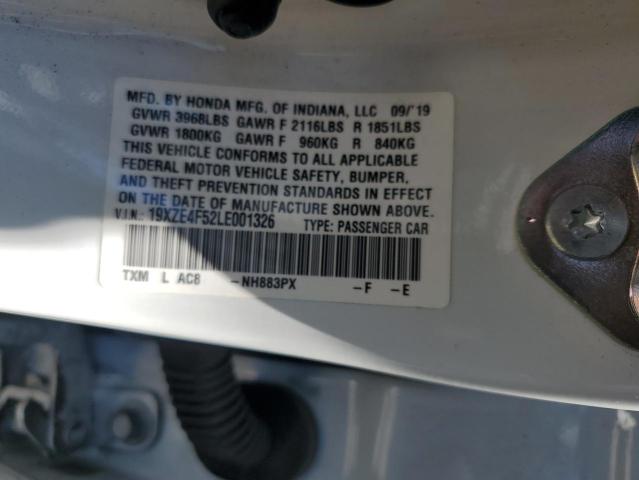 MFD. BY HONDA MFG. OF INDIANA, LLC 09/'19
GVWR 3968LBS GAWR F 2116LBS R 1851LBS
GVWR 1800KG GAWR F 960KG R 840KG
THIS VEHICLE CONFORMS TO ALL APPLICABLE
FEDERAL MOTOR VEHICLE SAFETY, BUMPER,
AND THEFT PREVENTION STANDARDS IN EFFECT
ON THE DATE OF MANUFACTURE SHOWN ABOVE.
V.I.N.: 19XZE4F52LE001326 TYPE: PASSENGER CAR
TXM L AC8 -NH883PX -F -E